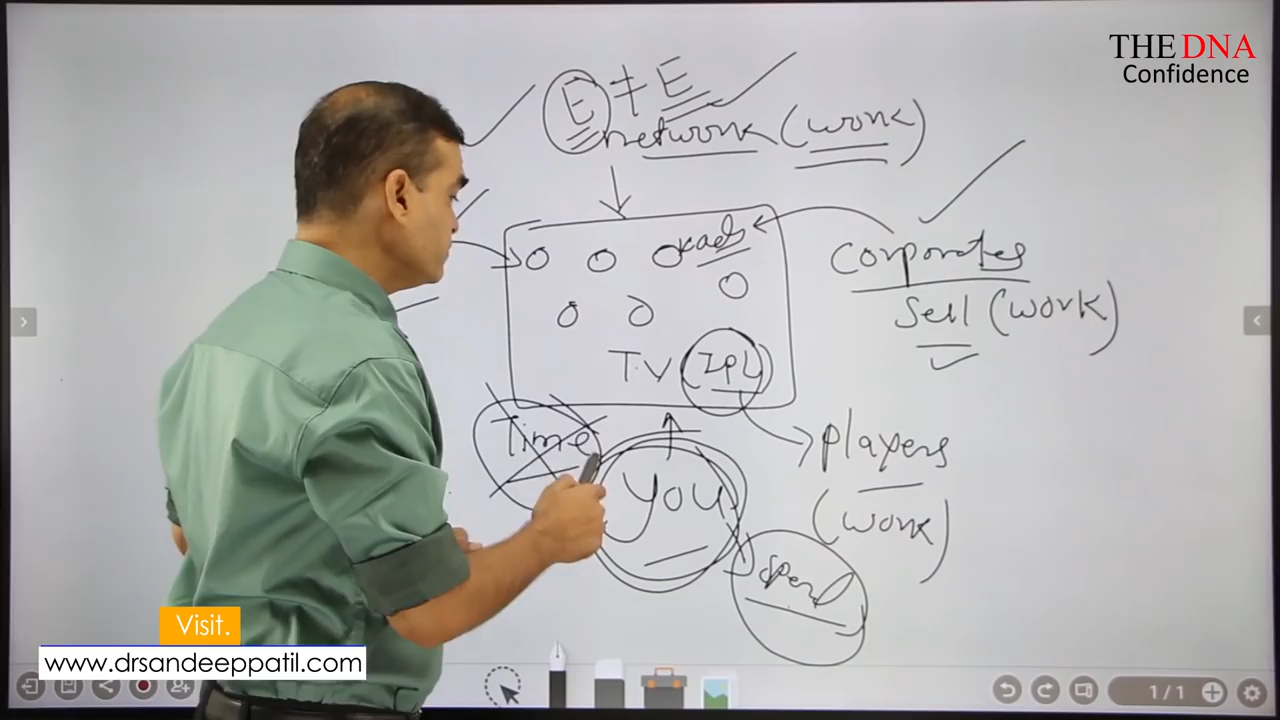 THE DNA
Confidence
E ≠ E
network (work)
x ads
corporates
sell (work)
T.V (IPL)
Time
players
You
(work)
spend
Visit.
www.drsandeeppatil.com
1/1